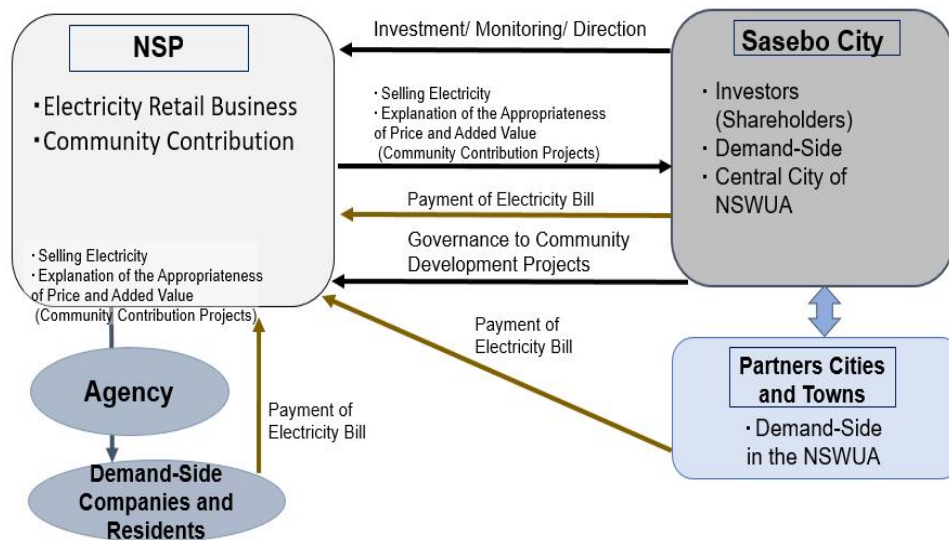 NSP
・Electricity Retail Business
・Community Contribution
・Selling Electricity
・Explanation of the Appropriateness
of Price and Added Value
(Community Contribution Projects)
Agency
Demand-Side
Companies and
Residents
Payment of
Electricity Bill
Investment/ Monitoring/ Direction
・Selling Electricity
・Explanation of the Appropriateness
of Price and Added Value
(Community Contribution Projects)
Payment of Electricity Bill
Governance to Community
Development Projects
Payment of
Electricity Bill
Sasebo City
・Investors
(Shareholders)
・Demand-Side
・Central City of
NSWUA
Partners Cities
and Towns
・Demand-Side
in the NSWUA